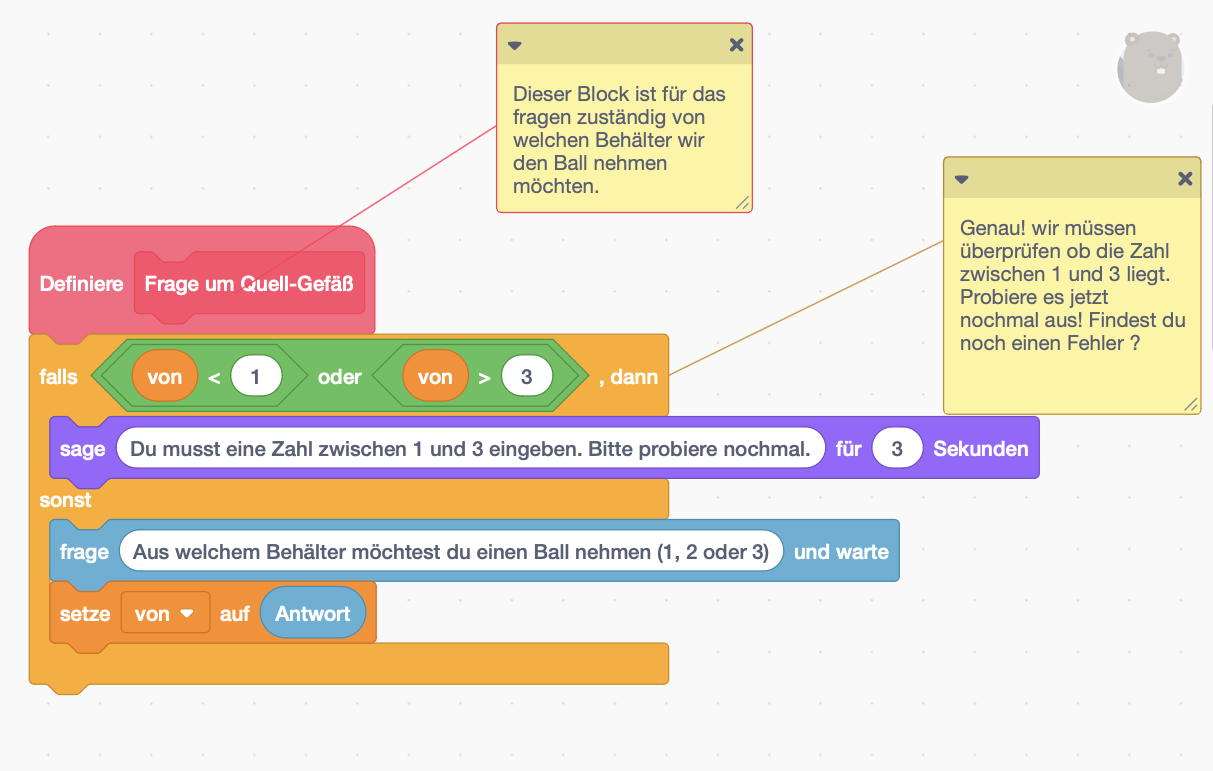 Dieser Block ist für das
fragen zuständig von
welchen Behälter wir
den Ball nehmen
möchten.
Genau! wir müssen
überprüfen ob die Zahl
zwischen 1 und 3 liegt.
Probiere es jetzt
nochmal aus! Findest du
noch einen Fehler ?
Definiere Frage um Quell-Gefäß
falls von < 1 oder von > 3 , dann
sage Du musst eine Zahl zwischen 1 und 3 eingeben. Bitte probiere nochmal. für 3 Sekunden
sonst
frage Aus welchem Behälter möchtest du einen Ball nehmen (1, 2 oder 3) und warte
setze von auf Antwort